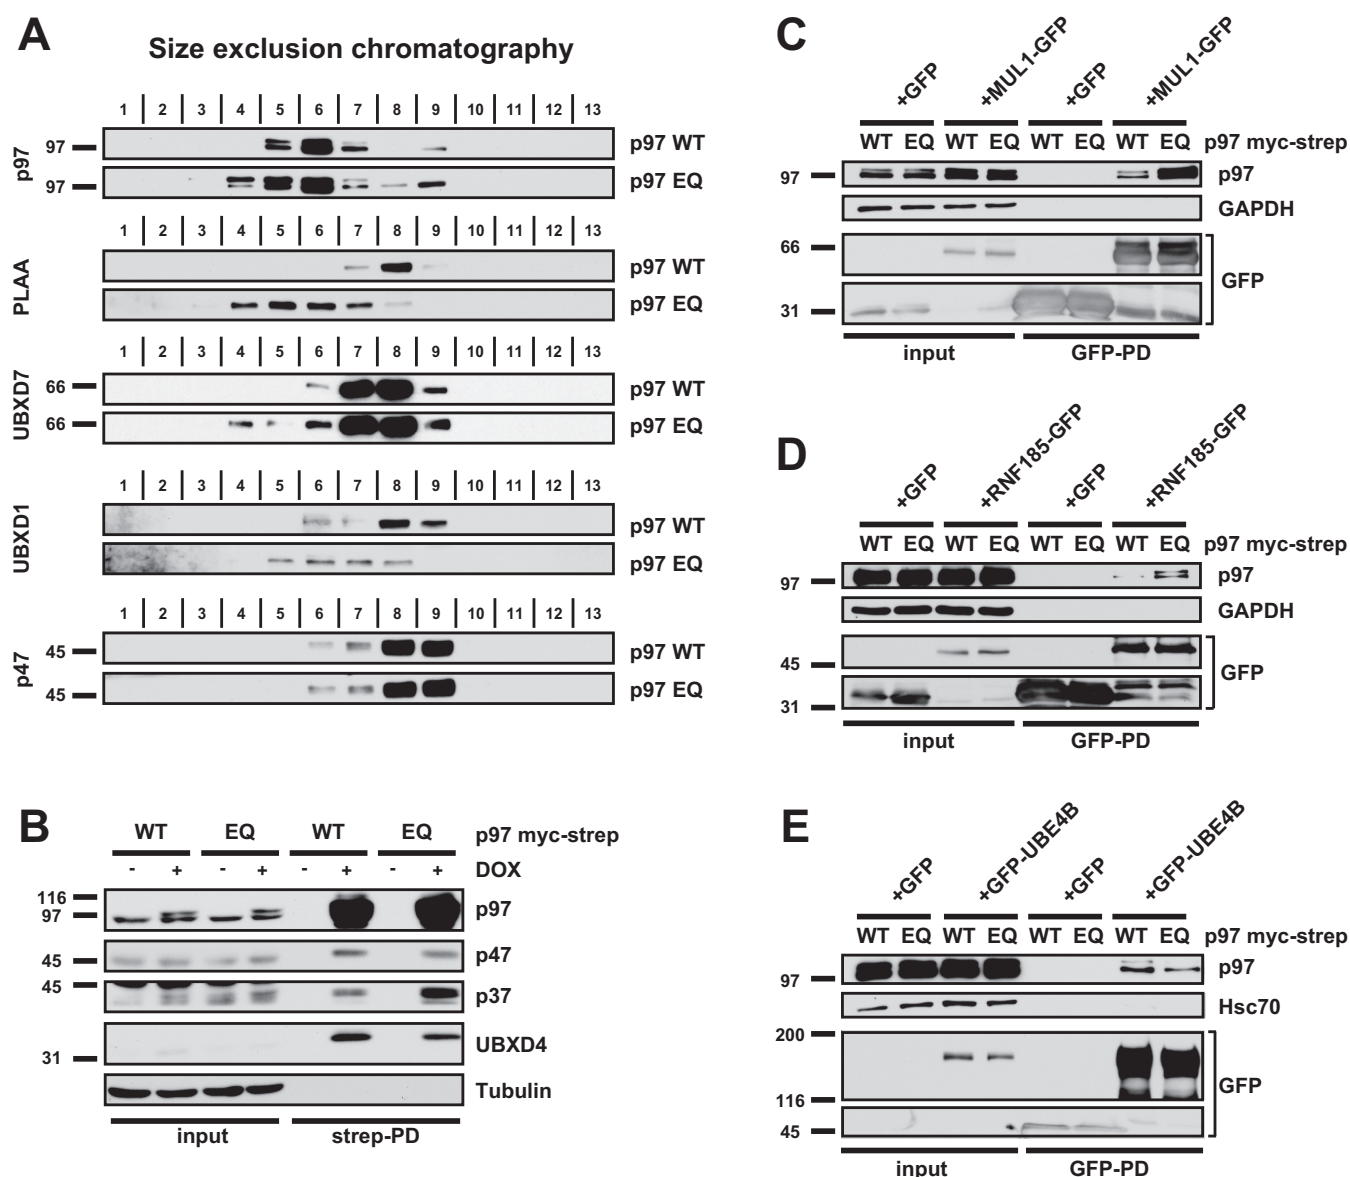 A
Size exclusion chromatography
1 2 3 4 5 6 7 8 9 10 11 12 13
p97
97
p97 WT
97
p97 EQ
1 2 3 4 5 6 7 8 9 10 11 12 13
PLAA
p97 WT
p97 EQ
1 2 3 4 5 6 7 8 9 10 11 12 13
UBXD7
66
p97 WT
66
p97 EQ
1 2 3 4 5 6 7 8 9 10 11 12 13
UBXD1
p97 WT
p97 EQ
1 2 3 4 5 6 7 8 9 10 11 12 13
p47
45
p97 WT
45
p97 EQ
B
WT EQ WT EQ p97 myc-strep
- + - + - + - + DOX
116
97
p97
45
p47
45
p37
31
UBXD4
Tubulin
input strep-PD
C
+GFP +MUL1-GFP +GFP +MUL1-GFP
WT EQ WT EQ WT EQ WT EQ p97 myc-strep
97
p97
GAPDH
66
GFP
31
input GFP-PD
D
+GFP +RNF185-GFP +GFP +RNF185-GFP
WT EQ WT EQ WT EQ WT EQ p97 myc-strep
97
p97
GAPDH
45
GFP
31
input GFP-PD
E
+GFP +GFP-UBE4B +GFP +GFP-UBE4B
WT EQ WT EQ WT EQ WT EQ p97 myc-strep
97
p97
Hsc70
200
GFP
116
45
input GFP-PD